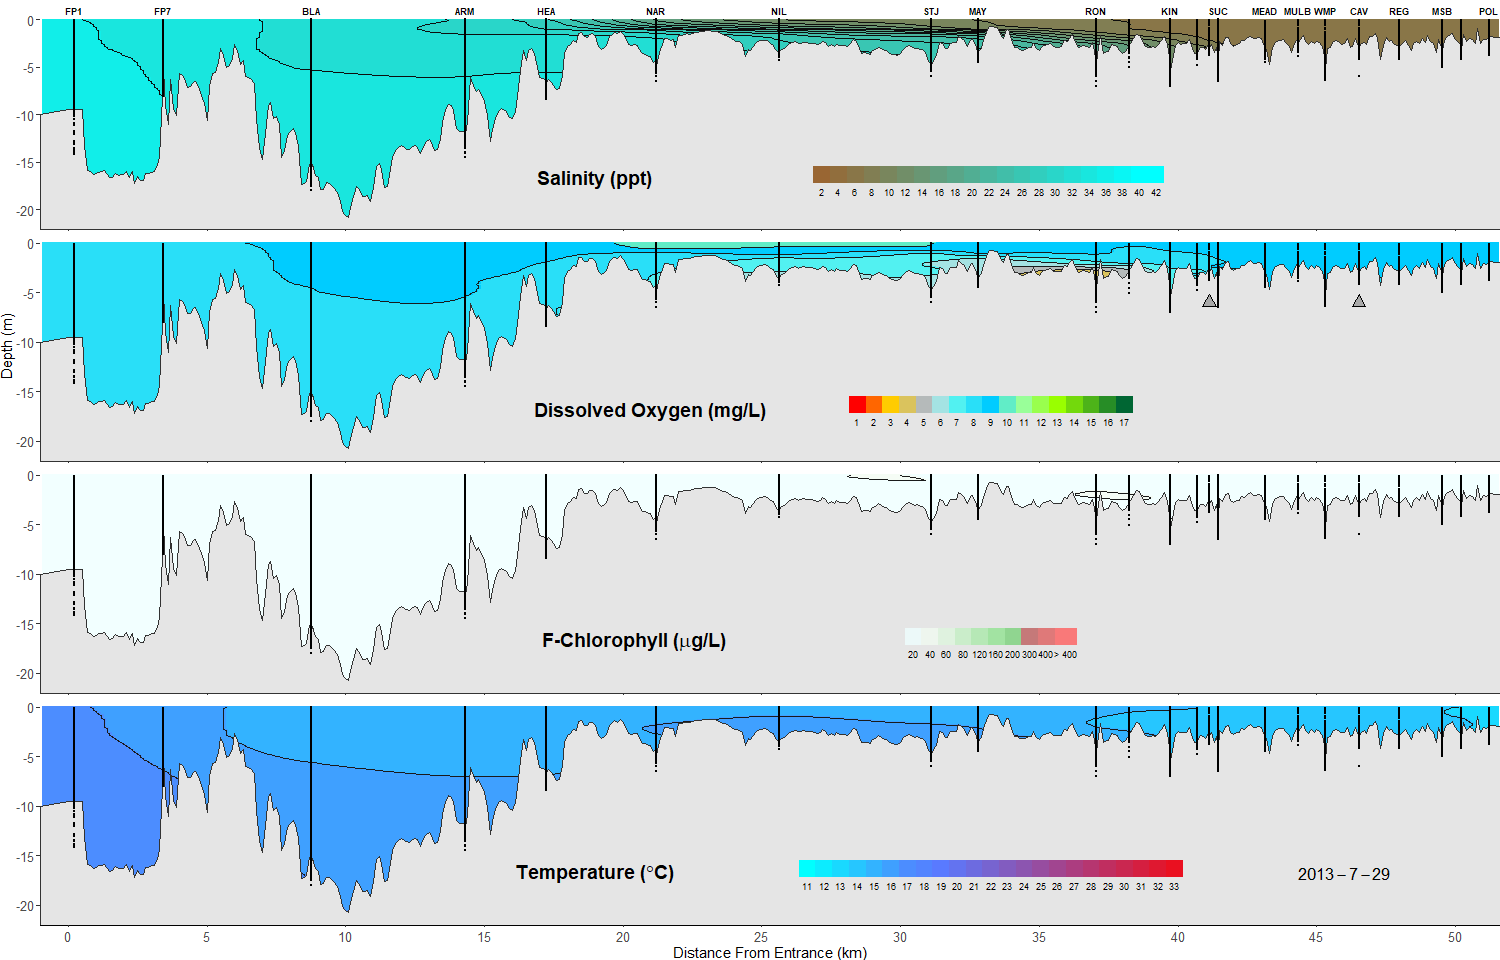 FP1 FP7 BLA ARM HEA NAR NIL STJ MAY RON KIN SUC MEAD MULB WMP CAV REG MSB POL
0
-5
-10
-15
-20
Salinity (ppt)
2 4 6 8 10 12 14 16 18 20 22 24 26 28 30 32 34 36 38 42
0
-5
-10
-15
-20
Dissolved Oxygen (mg/L)
1 2 3 4 5 6 7 8 9 10 11 12 13 14 15 16 17
Depth (m)
0
-5
-10
-15
-20
F-Chlorophyll (μg/L)
20 40 60 80 120 160 200 300 400 > 400
0
-5
-10
-15
-20
Temperature (°C)
11 12 13 14 15 16 17 18 19 20 21 22 23 24 25 26 27 28 29 30 31 32 33
2013 – 7 – 29
0 5 10 15 20 25 30 35 40 45 50
Distance From Entrance (km)